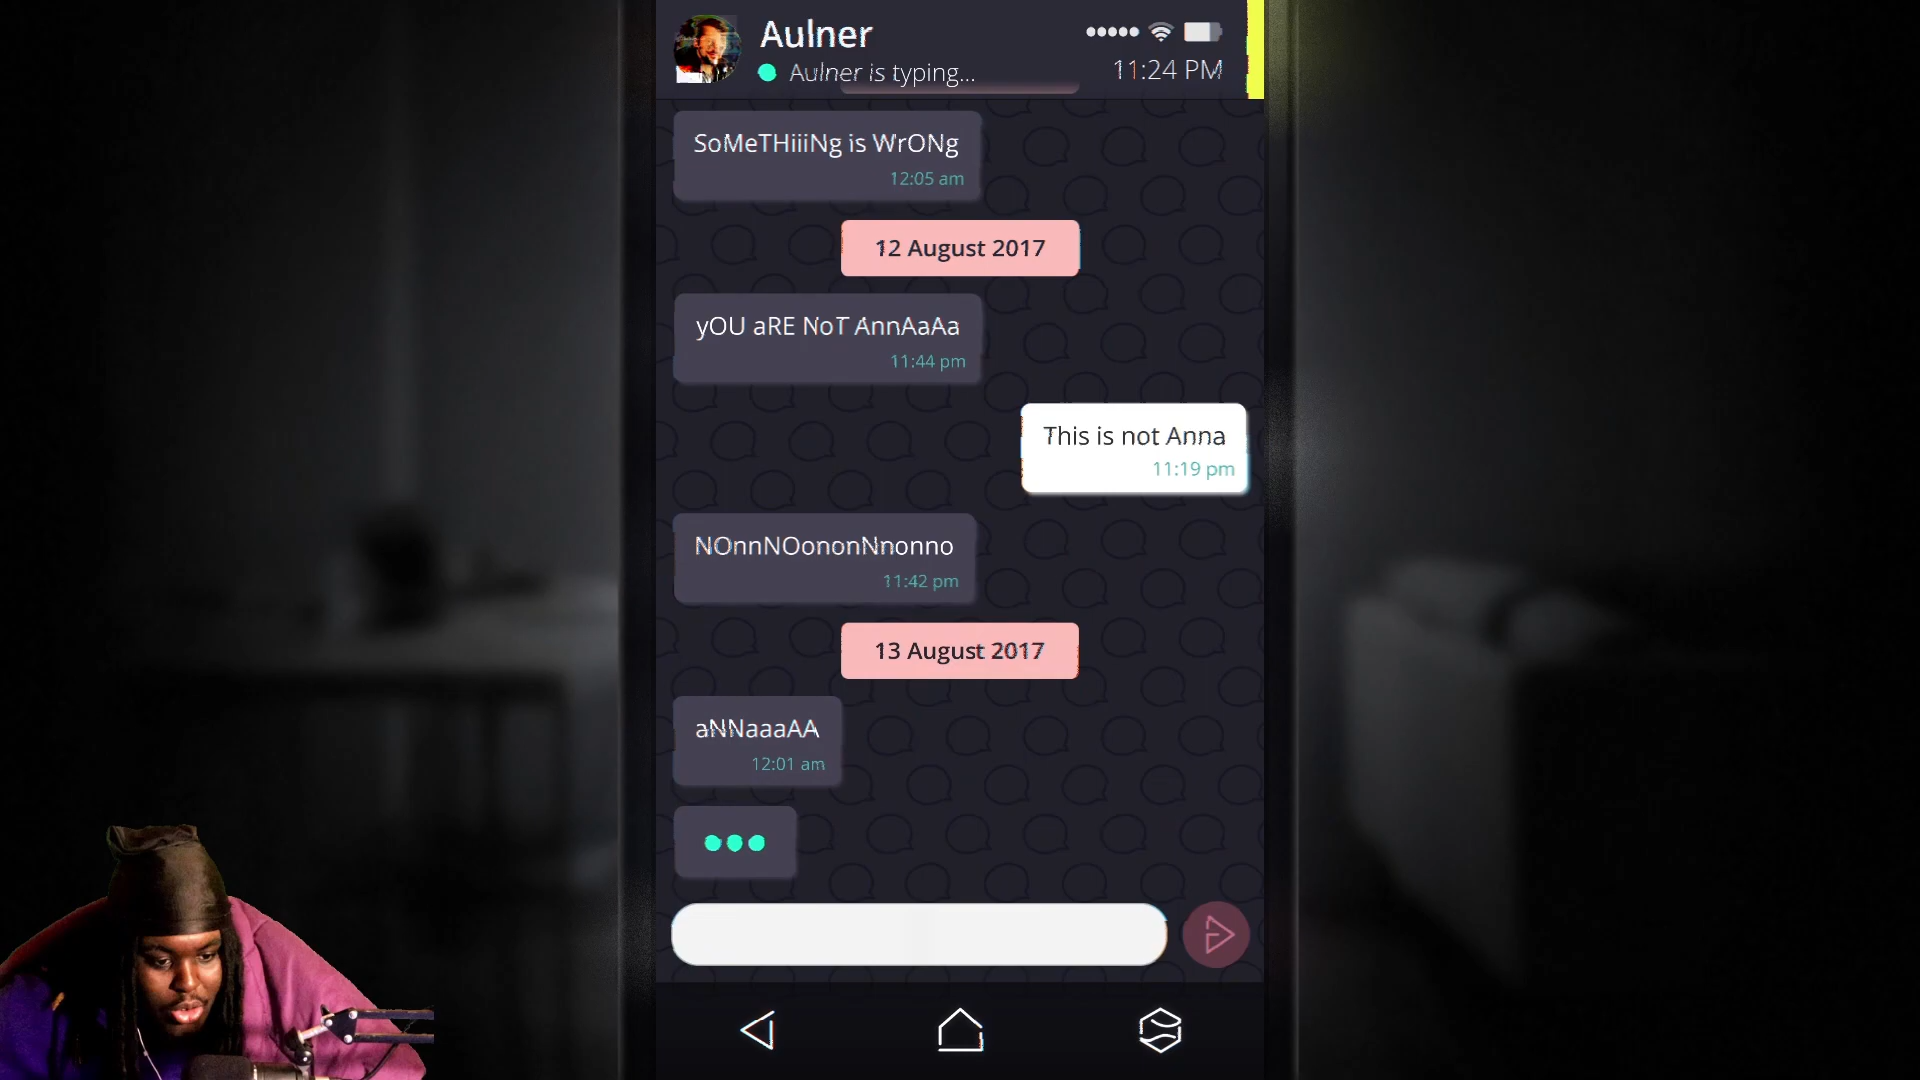 Aulner
Aulner is typing...
11:24 PM
SoMeTHiiiNg is WrONg
12:05 am
12 August 2017
yOU aRE NoT AnnAaAa
11:44 pm
This is not Anna
11:19 pm
NOnnNOononNnonno
11:42 pm
13 August 2017
aNNaaaAA
12:01 am